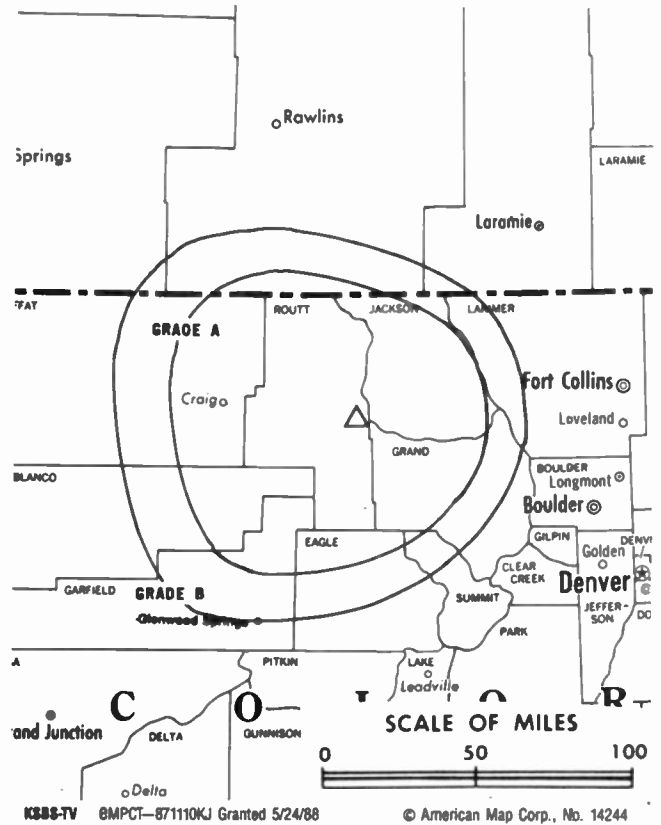 Rawlins
Springs
LARAMIE
Laramie
FFAT
ROUTT
JACKSON
LARIMER
GRADE A
Craig
Fort Collins
Loveland
GRAND
BLANCO
BOULDER
Longmont
Boulder
EAGLE
GILPIN
DENV
Golden
CLEAR
CREEK
Denver
GARFIELD
GRADE B
SUMMIT
JEFFER-
SON
DO
Glenwood Springs
PARK
A
PITKIN
LAKE
Leadville
C O L O R
and Junction
DELTA
GUNNISON
SCALE OF MILES
0 50 100
Delta
KSBS-TV BMPCT—871110KJ Granted 5/24/88 © American Map Corp., No. 14244